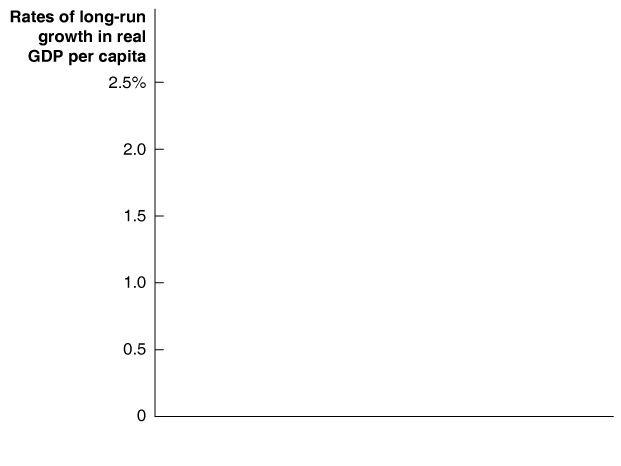 Rates of long-run
growth in real
GDP per capita
2.5%
2.0
1.5
1.0
0.5
0